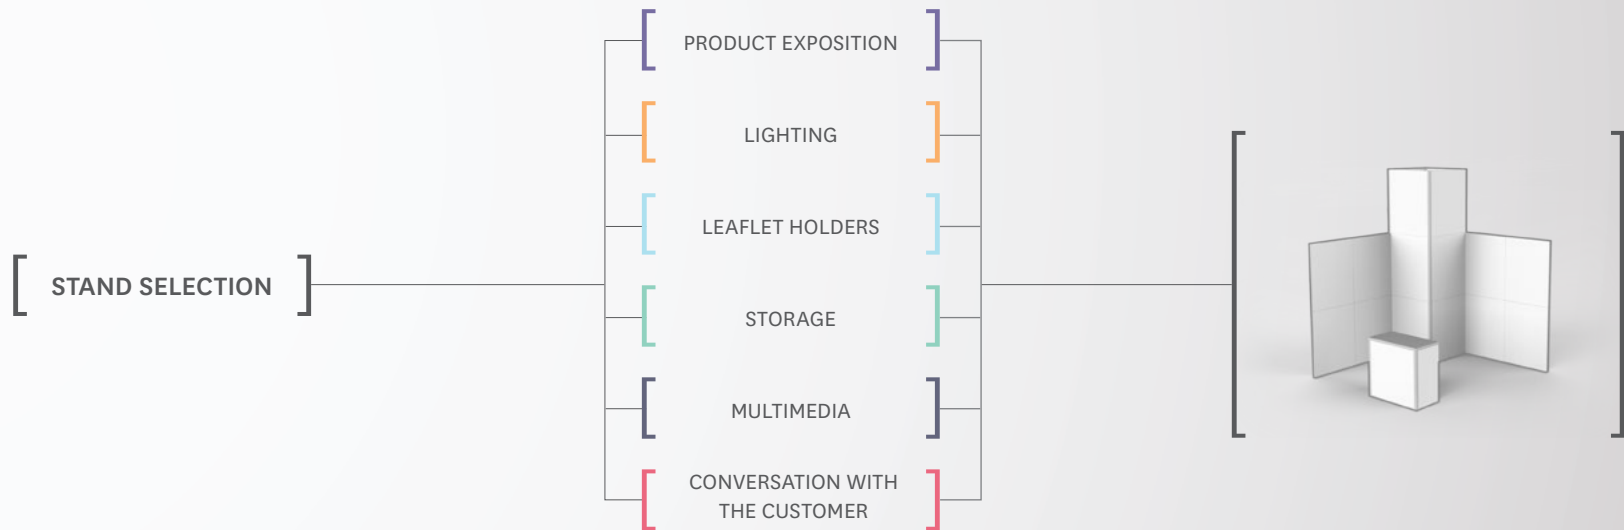 PRODUCT EXPOSITION
LIGHTING
LEAFLET HOLDERS
STAND SELECTION
STORAGE
MULTIMEDIA
CONVERSATION WITH
THE CUSTOMER